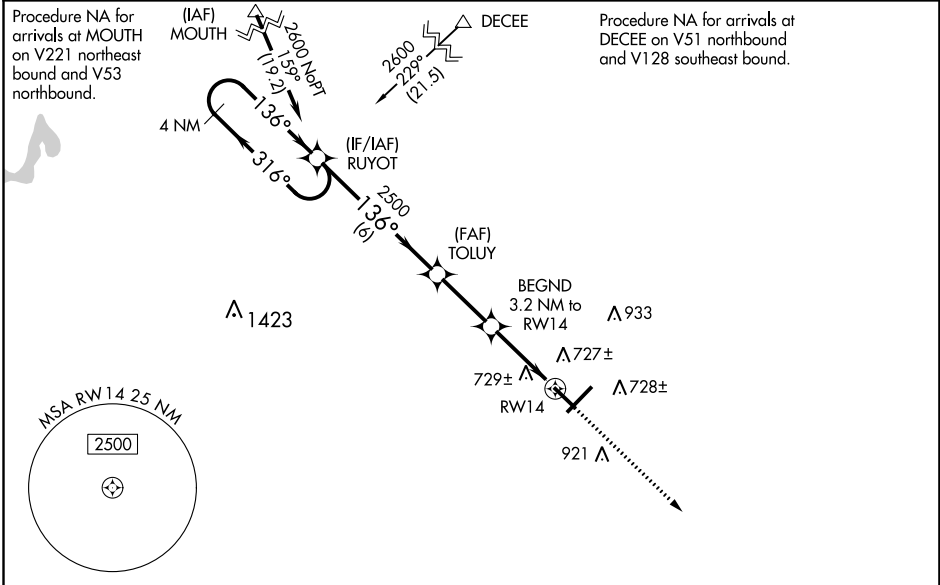 Procedure NA for
arrivals at MOUTH
on V221 northeast
bound and V53
northbound.
(IAF)
MOUTH
2600 NoPT
159°
(19.2)
DECEE
2600
229°
(21.5)
Procedure NA for arrivals at
DECEE on V51 northbound
and V128 southeast bound.
4 NM
136°
316°
(IF/IAF)
RUYOT
2500
136°
(6)
(FAF)
TOLUY
BEGND
3.2 NM to
RW14
1423
933
727±
729±
728±
RW14
921
MSA RW14 25 NM
2500